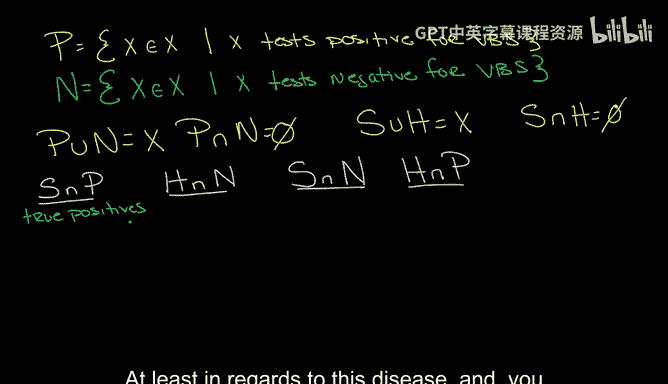 P={ x ∈ X | x tests positive for VBS}
GPT中英字幕课程资源 bilibili
N={ x ∈ X | x tests negative for VBS}
P∪N=X P∩N=∅ S∪H=X S∩H=∅
S∩P H∩N S∩N H∩P
true positives
At least in regards to this disease, and, you